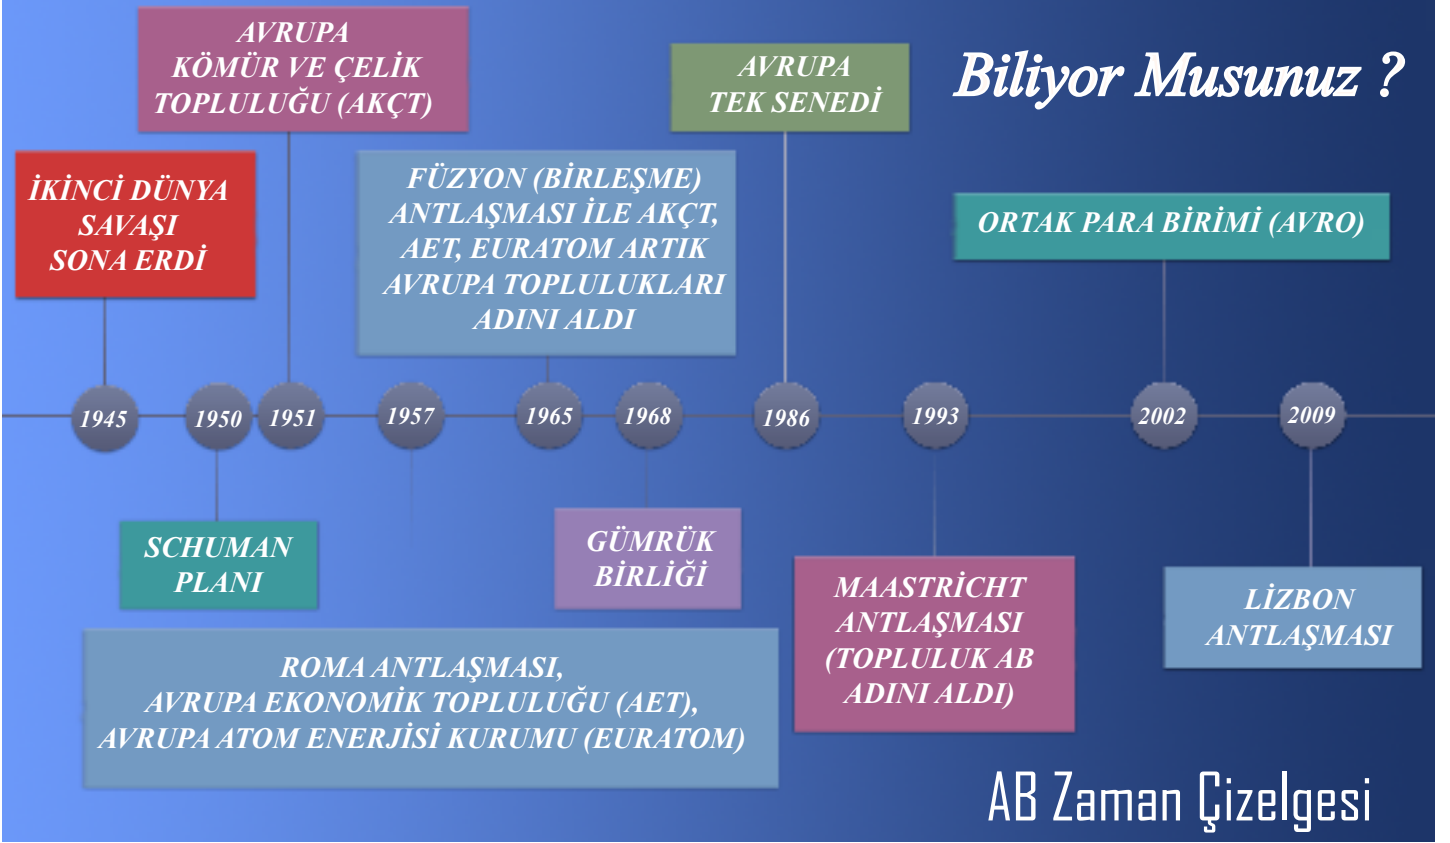 Biliyor Musunuz ?
İKİNCİ DÜNYA
SAVAŞI
SONA ERDİ
AVRUPA
KÖMÜR VE ÇELİK
TOPLULUĞU (AKÇT)
FÜZYON (BİRLEŞME)
ANTLAŞMASI İLE AKÇT,
AET, EURATOM ARTIK
AVRUPA TOPLULUKLARI
ADINI ALDI
AVRUPA
TEK SENEDİ
ORTAK PARA BİRİMİ (AVRO)
1945
1950
1951
1957
1965
1968
1986
1993
2002
2009
SCHUMAN
PLANI
ROMA ANTLAŞMASI,
AVRUPA EKONOMİK TOPLULUĞU (AET),
AVRUPA ATOM ENERJİSİ KURUMU (EURATOM)
GÜMRÜK
BİRLİĞİ
MAASTRİCHT
ANTLAŞMASI
(TOPLULUK AB
ADINI ALDI)
LİZBON
ANTLAŞMASI
AB Zaman Çizelgesi